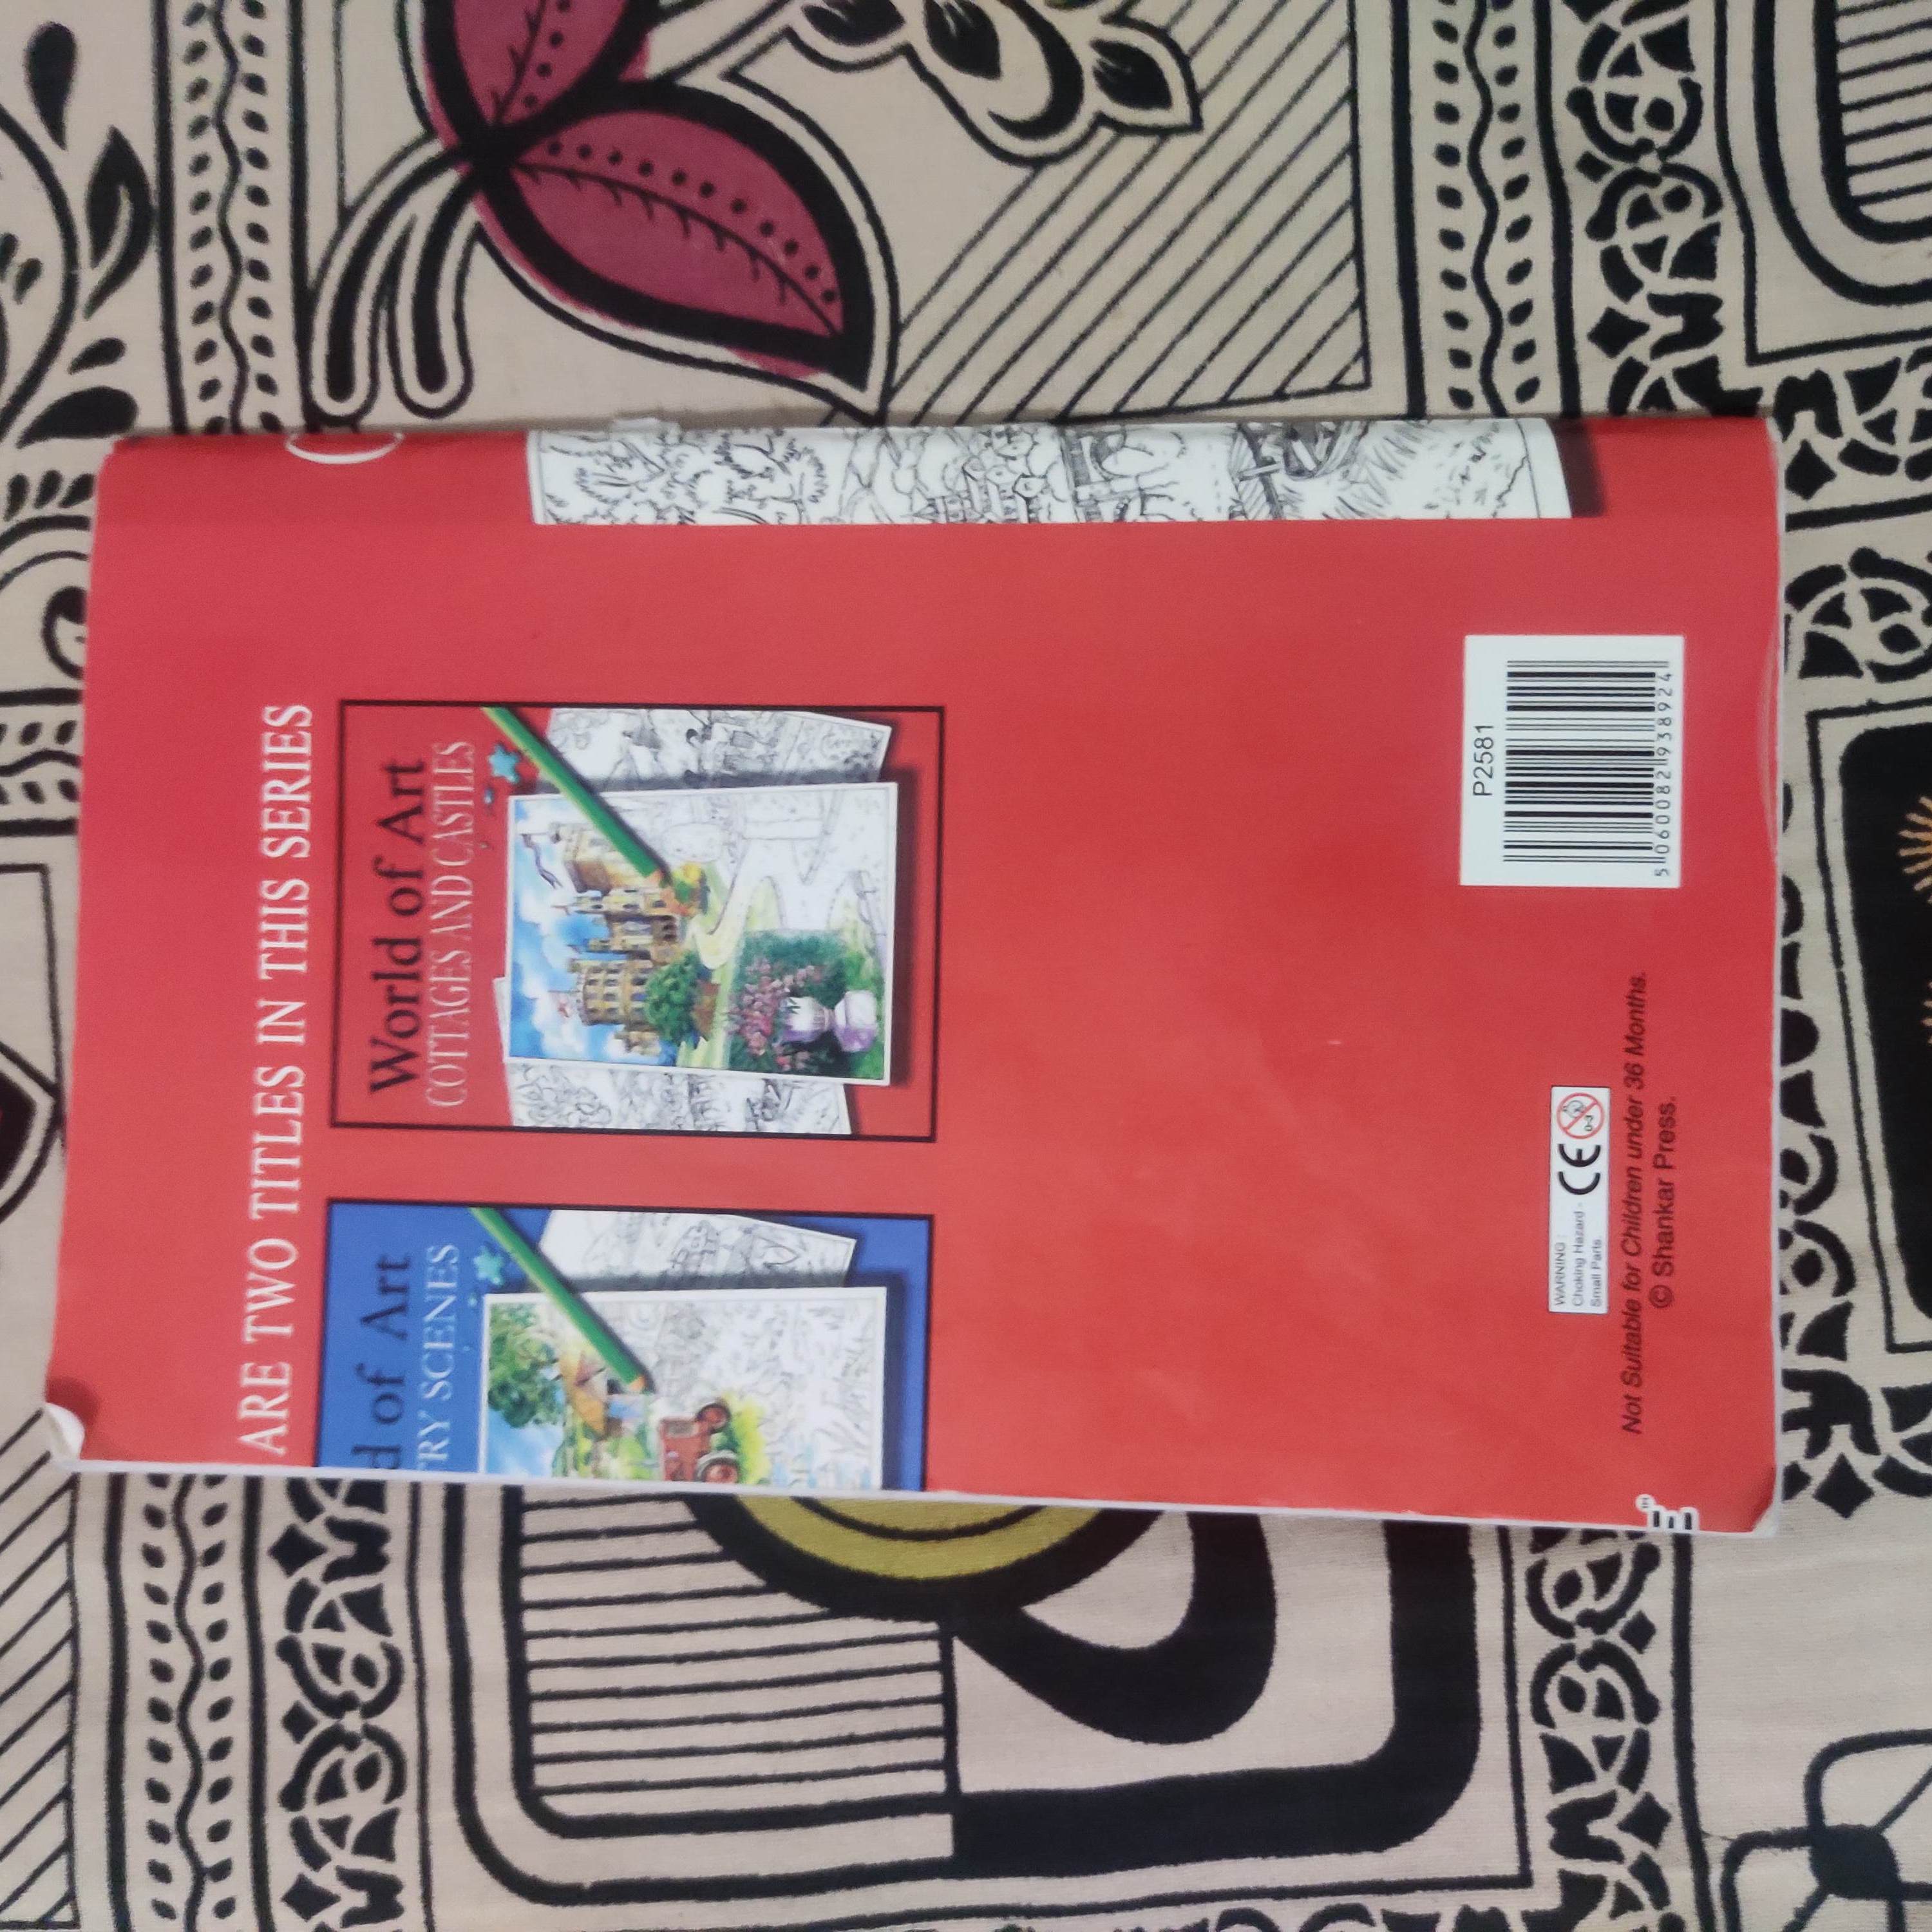 ARE TWO TITLES IN THIS SERIES
d of Art
TRY SCENES
World of Art
COTTAGES AND CASTLES
P2581
5 060082 938924
WARNING :
Choking Hazard -
Small Parts.
CE
0-3
Not Suitable for Children under 36 Months.
© Shankar Press.